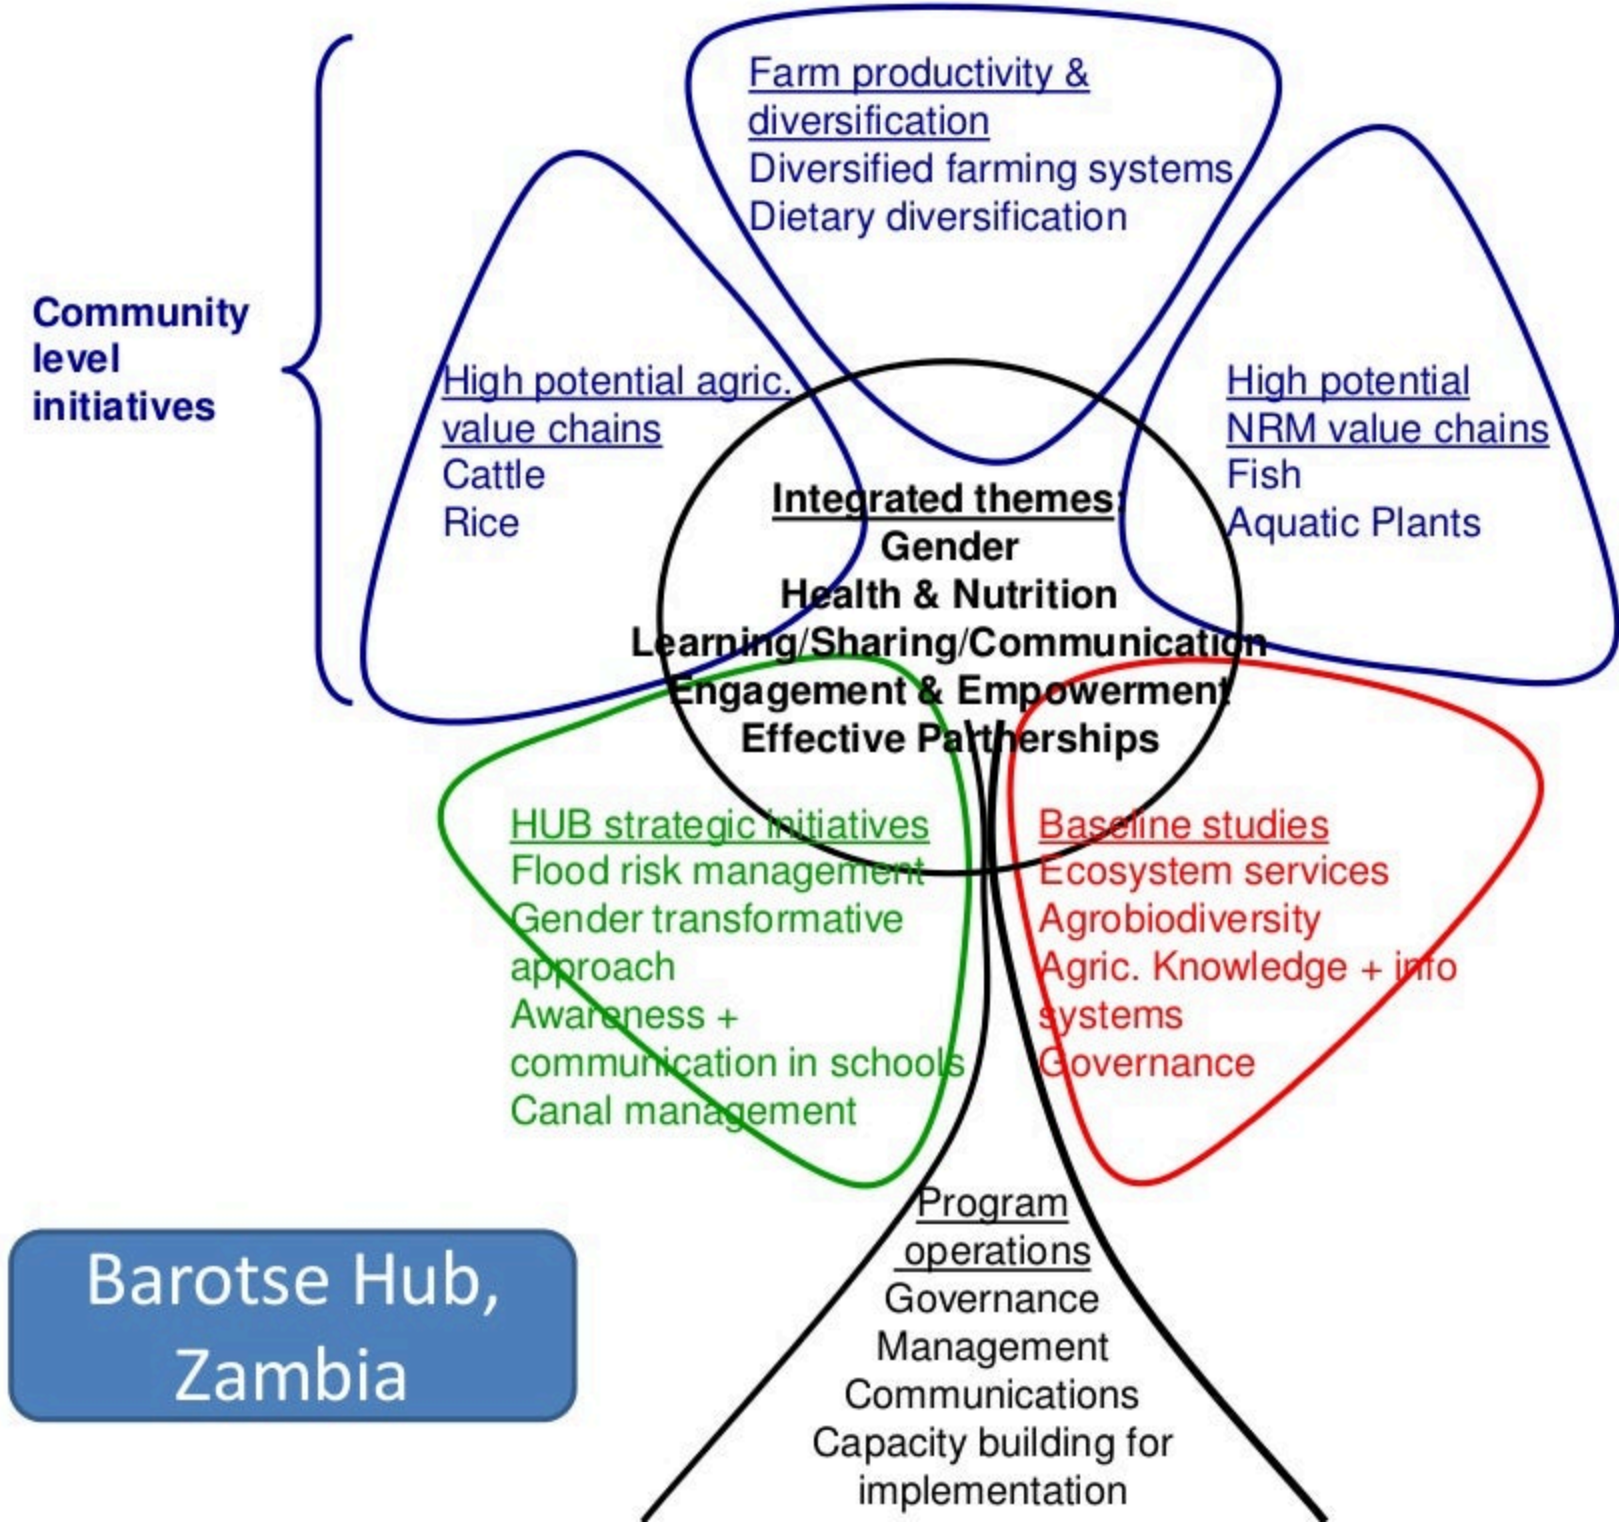 Farm productivity &
diversification
Diversified farming systems
Dietary diversification
Community
level
initiatives
High potential agric.
value chains
Cattle
Rice
High potential
NRM value chains
Fish
Aquatic Plants
Integrated themes:
Gender
Health & Nutrition
Learning/Sharing/Communication
Engagement & Empowerment
Effective Partnerships
HUB strategic initiatives
Flood risk management
Gender transformative
approach
Awareness +
communication in schools
Canal management
Baseline studies
Ecosystem services
Agrobiodiversity
Agric. Knowledge + info
systems
Governance
Program
operations
Governance
Management
Communications
Capacity building for
implementation
Barotse Hub,
Zambia